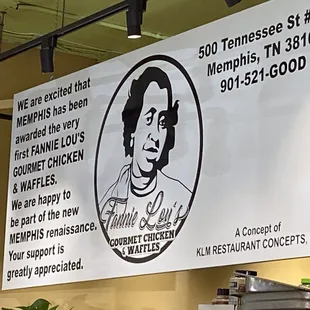 WE are excited that
MEMPHIS has been
awarded the very
first FANNIE LOU'S
GOURMET CHICKEN
& WAFFLES.
We are happy to
be part of the new
MEMPHIS renaissance.
Your support is
greatly appreciated.
Fannie Lou's
GOURMET CHICKEN
& WAFFLES
500 Tennessee St #
Memphis, TN 3810
901-521-GOOD
A Concept of
KLM RESTAURANT CONCEPTS,